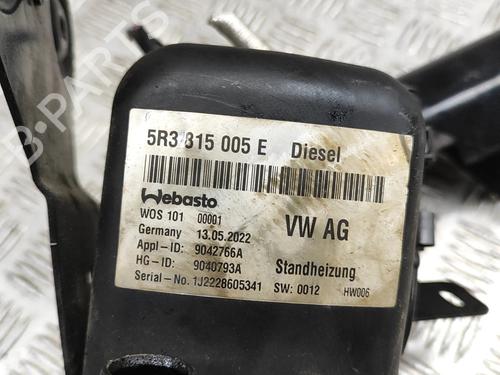 5R3 815 005 E Diesel
Webasto
WOS 101 00001 VW AG
Germany 13.05.2022
Appl-ID: 9042766A
HG-ID: 9040793A Standheizung
Serial-No. 1J2228605341 SW: 0012 HW006
B-PARTS